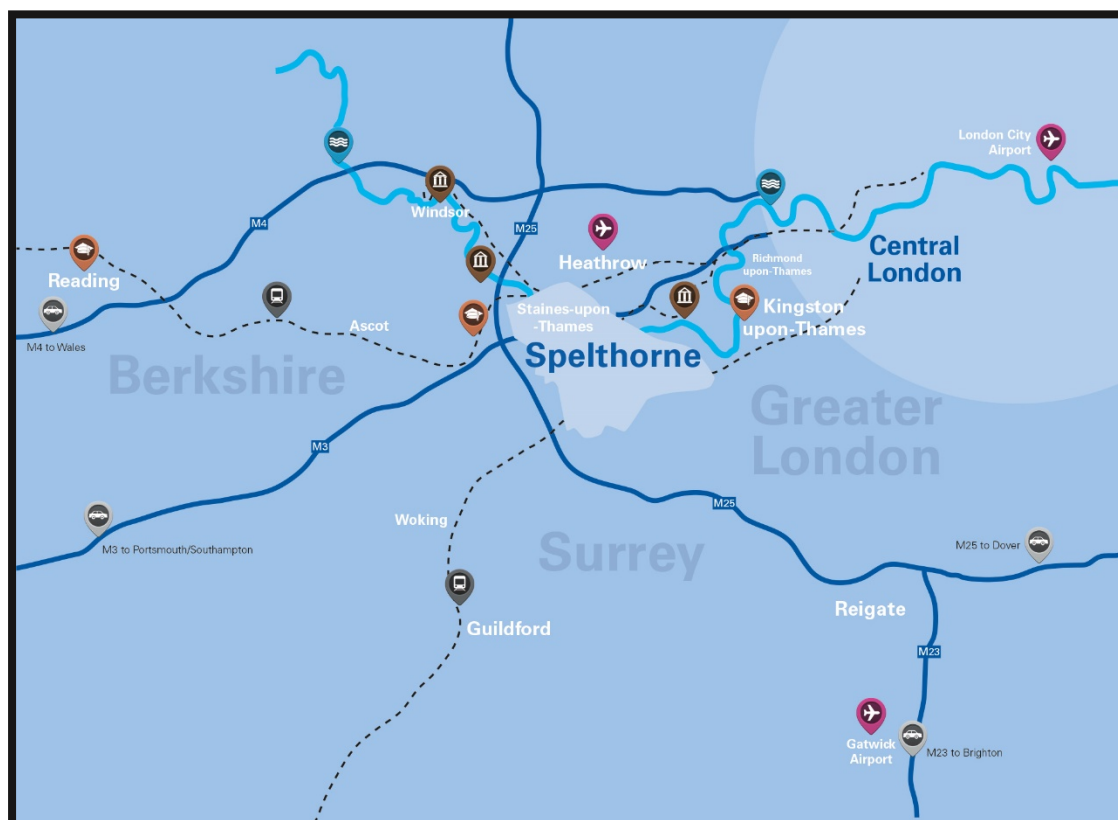 London City
Airport
Windsor
M4
M25
Heathrow
Richmond
upon-Thames
Central
London
Reading
Staines-upon
-Thames
Kingston
upon-Thames
Ascot
M4 to Wales
Spelthorne
Berkshire
Greater
London
M3
M25
Woking
M3 to Portsmouth/Southampton
Surrey
M25 to Dover
Reigate
Guildford
M23
Gatwick
Airport
M23 to Brighton